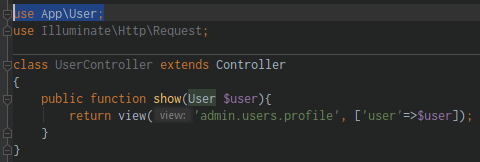 use App\User;
use Illuminate\Http\Request;
class UserController extends Controller
{
public function show(User $user){
return view( view: 'admin.users.profile', ['user'=>$user]);
}
}